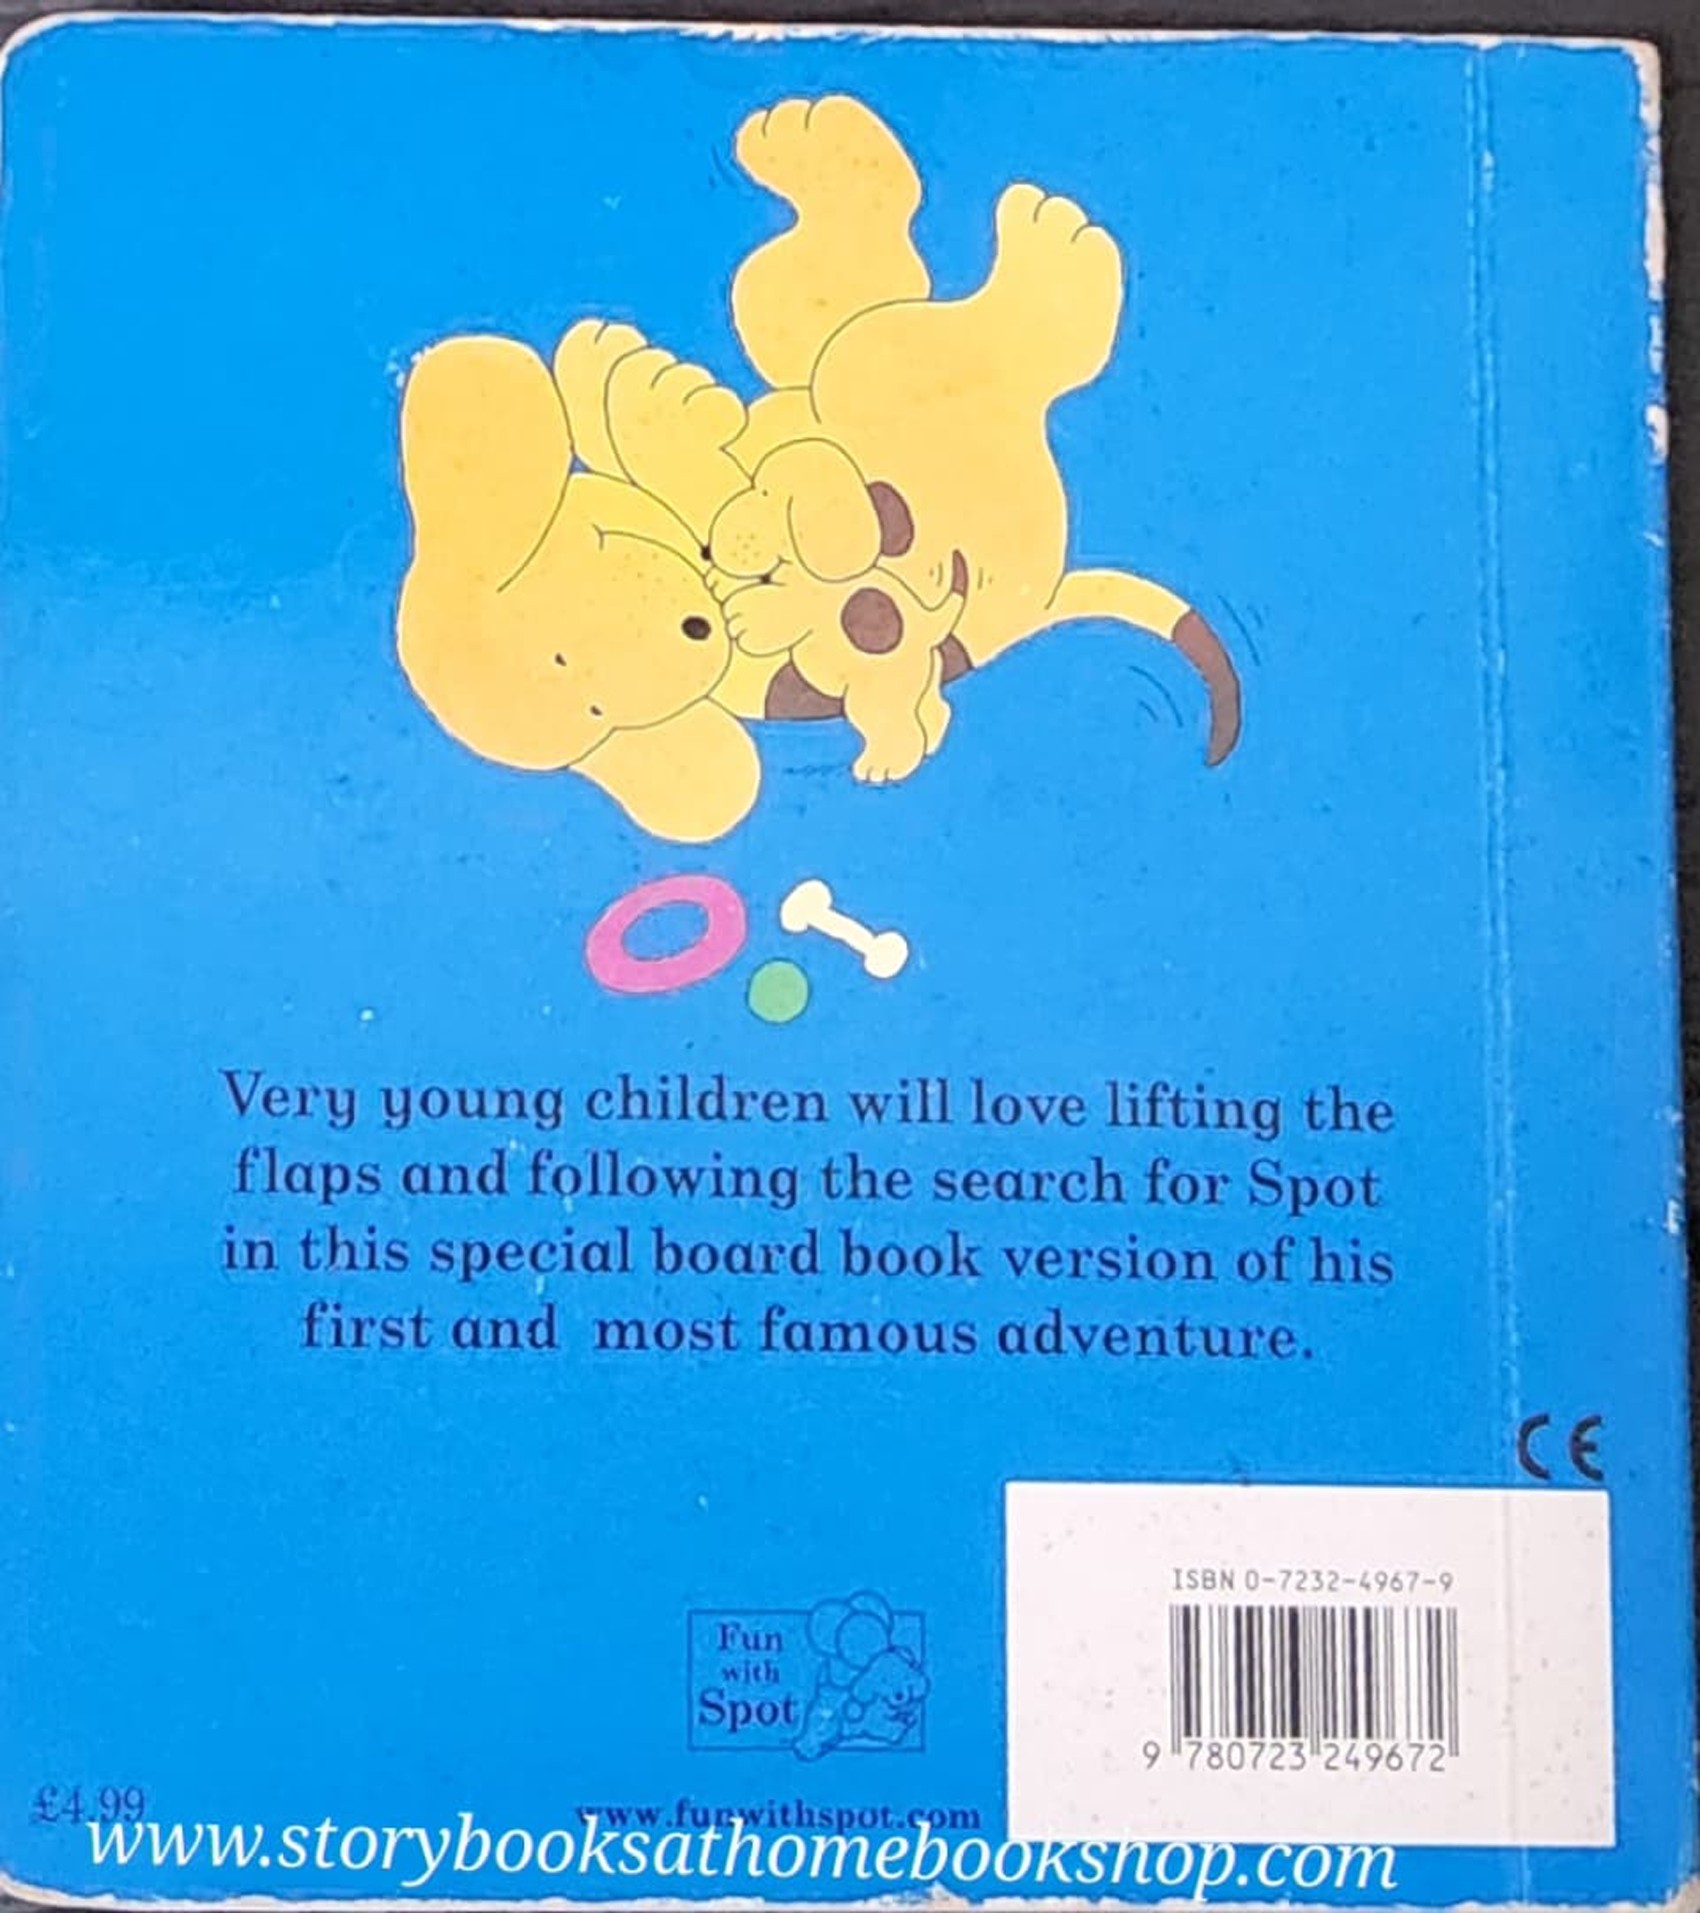 Very young children will love lifting the
flaps and following the search for Spot
in this special board book version of his
first and most famous adventure.
CE
ISBN 0-7232-4967-9
9 780723 249672
Fun
with
Spot
£4.99
www.funwithspot.com
www.storybooksathomebookshop.com